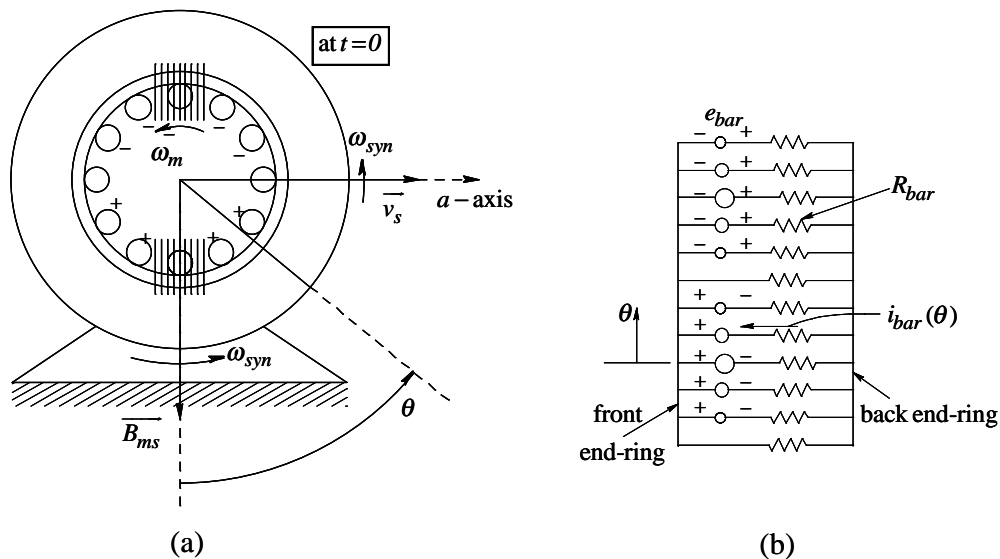 at t=0
ω_syn
ω_m
v_s
a – axis
ω_syn
θ
B_ms
(a)
e_bar
– +
– +
– +
R_bar
– +
– +
+ –
θ
+ –
i_bar (θ)
+ –
+ –
front
back end-ring
+ –
end-ring
(b)
– – – – –
+ + + +